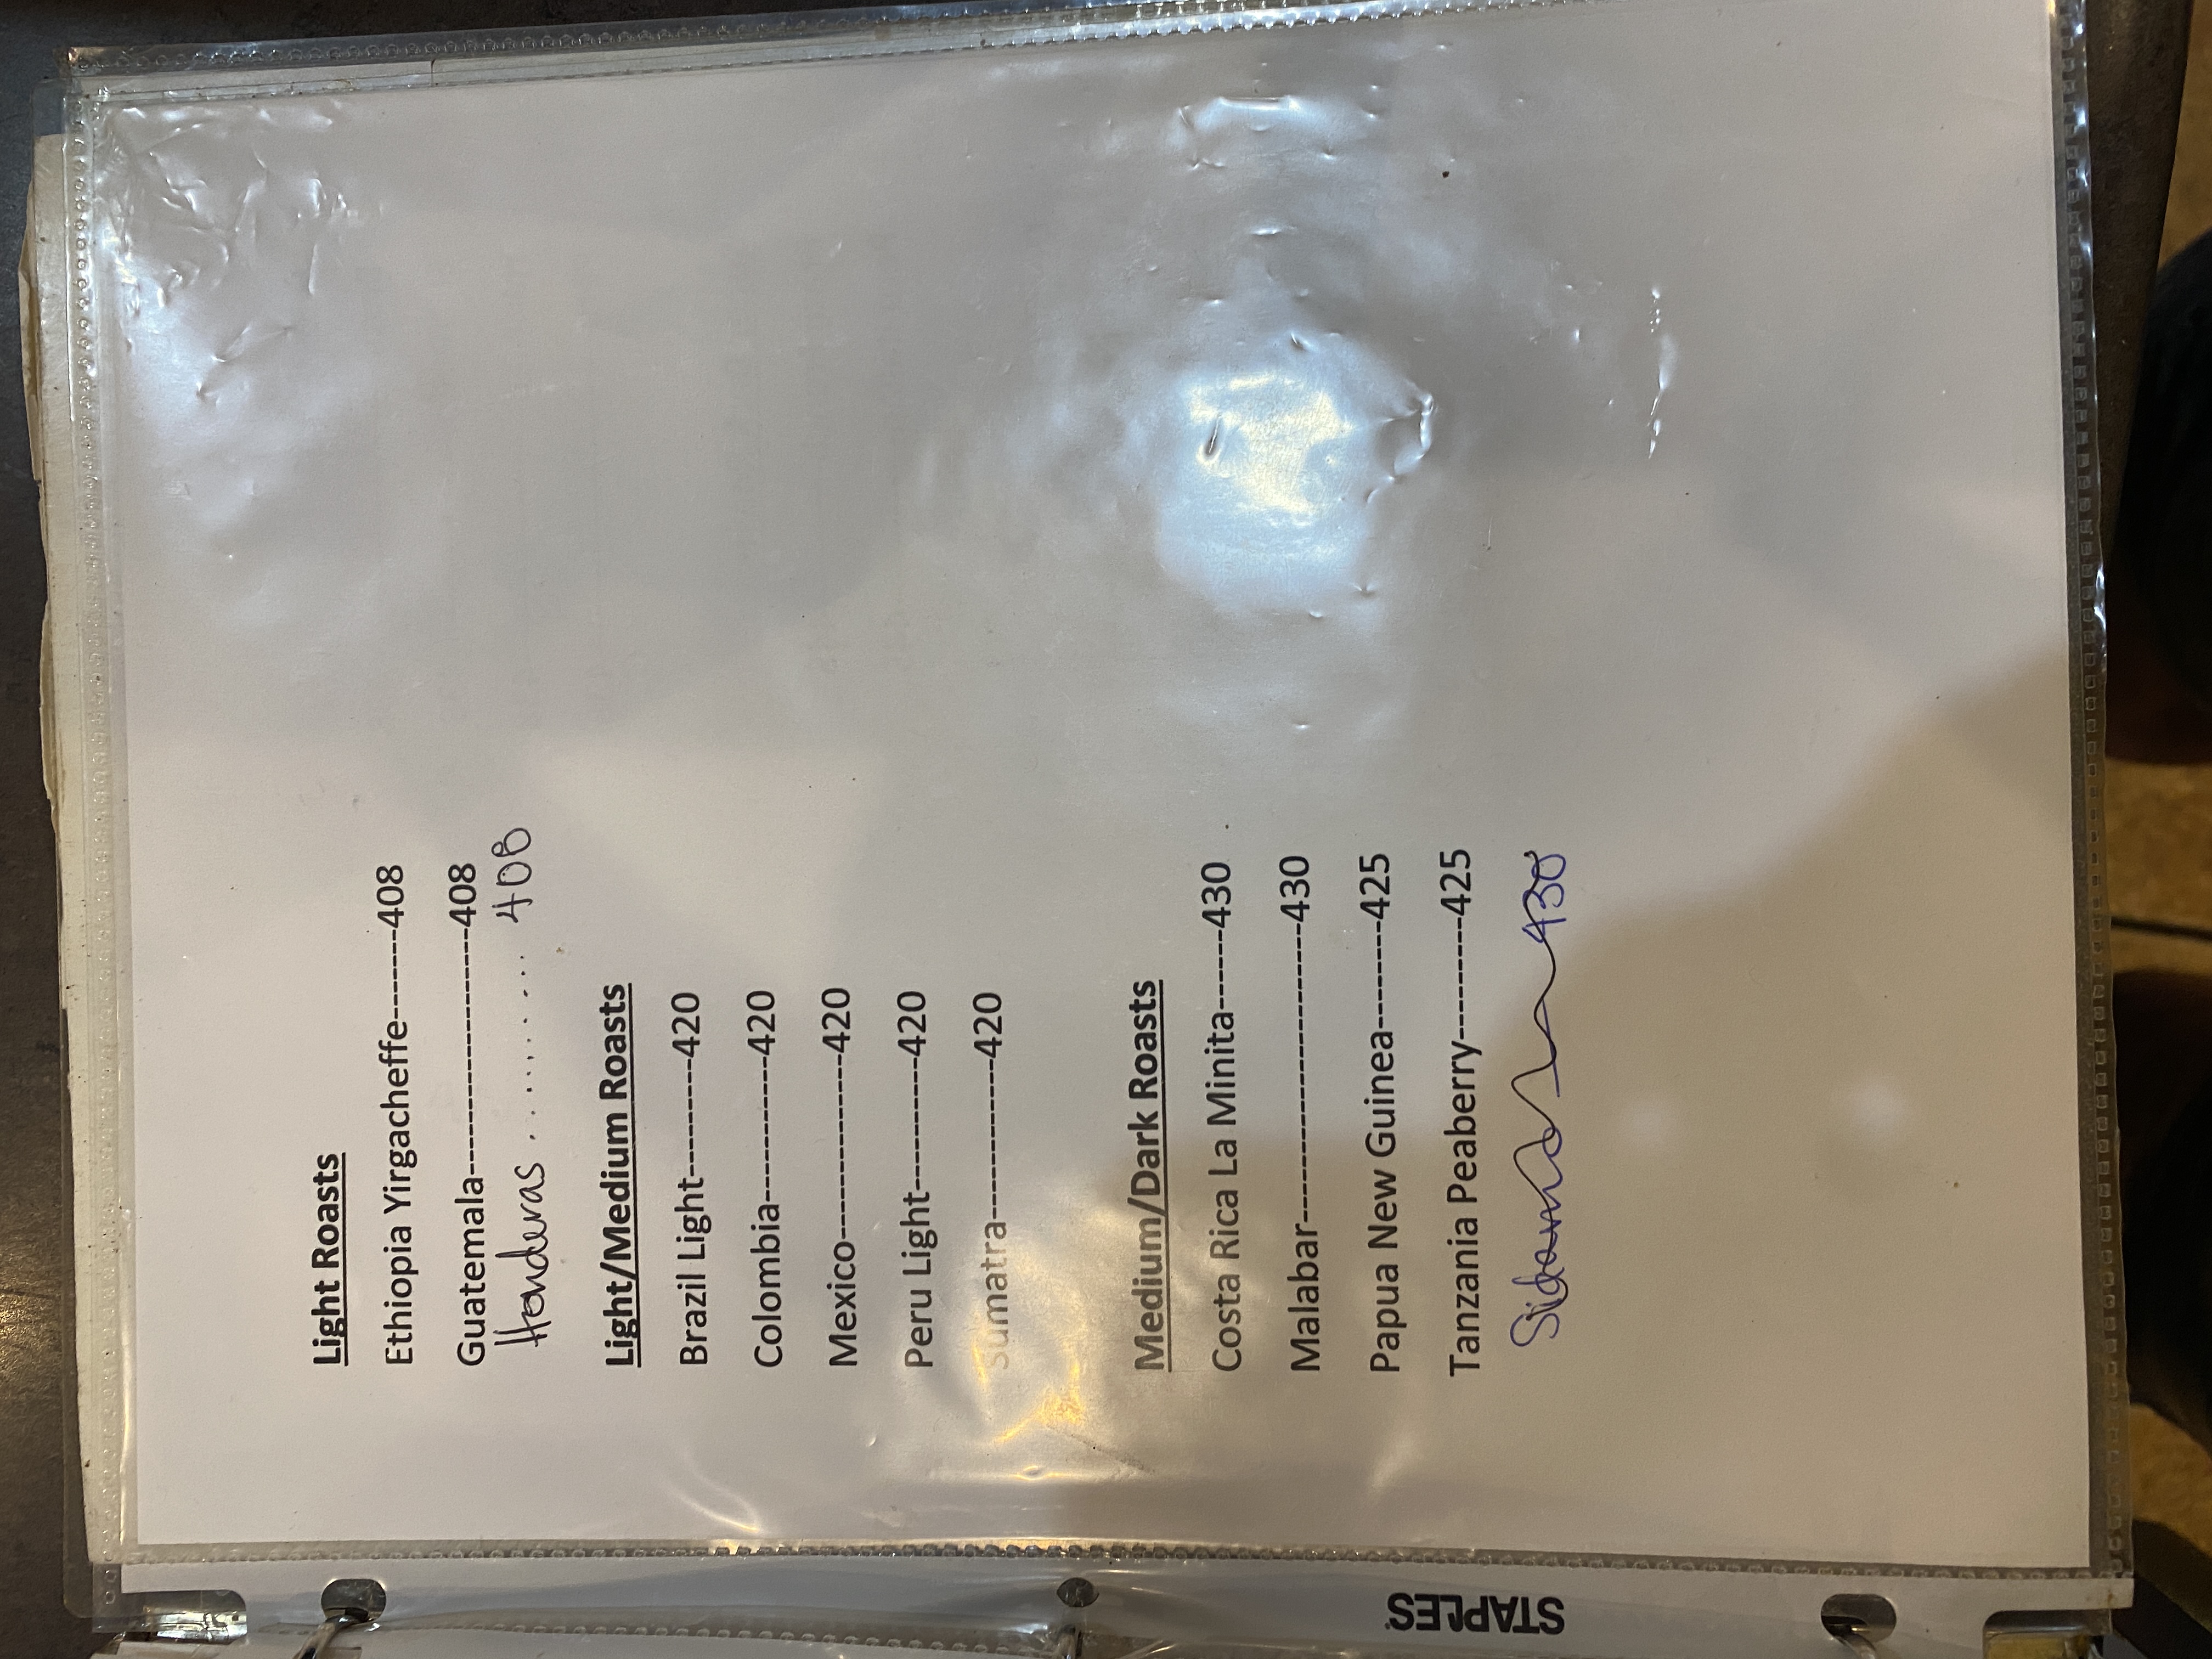 Light Roasts
Ethiopia Yirgacheffe--------408
Guatemala------------------------408
Honderas............408
Light/Medium Roasts
Brazil Light-----------420
Colombia--------------420
Mexico-----------------420
Peru Light------------420
Sumatra---------------420
Medium/Dark Roasts
Costa Rica La Minita-------430
Malabar---------------------------430
Papua New Guinea----------425
Tanzania Peaberry-----------425
Sidamo 430
STAPLES